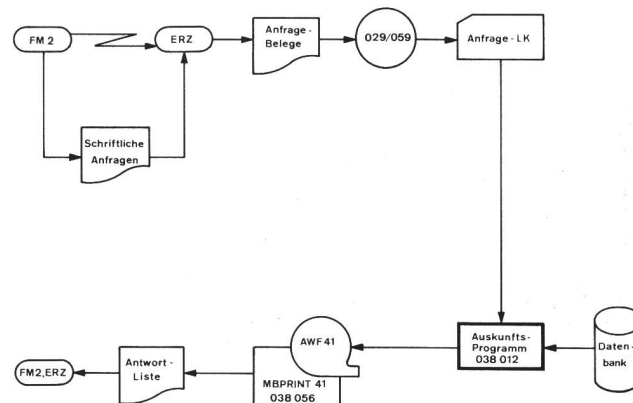 FM 2
ERZ
Anfrage -
Belege
029/059
Anfrage - LK
Schriftliche
Anfragen
AWF 41
Auskunfts-
Programm
038 012
Daten-
bank
FM2,ERZ
Antwort -
Liste
MBPRINT 41
038 056